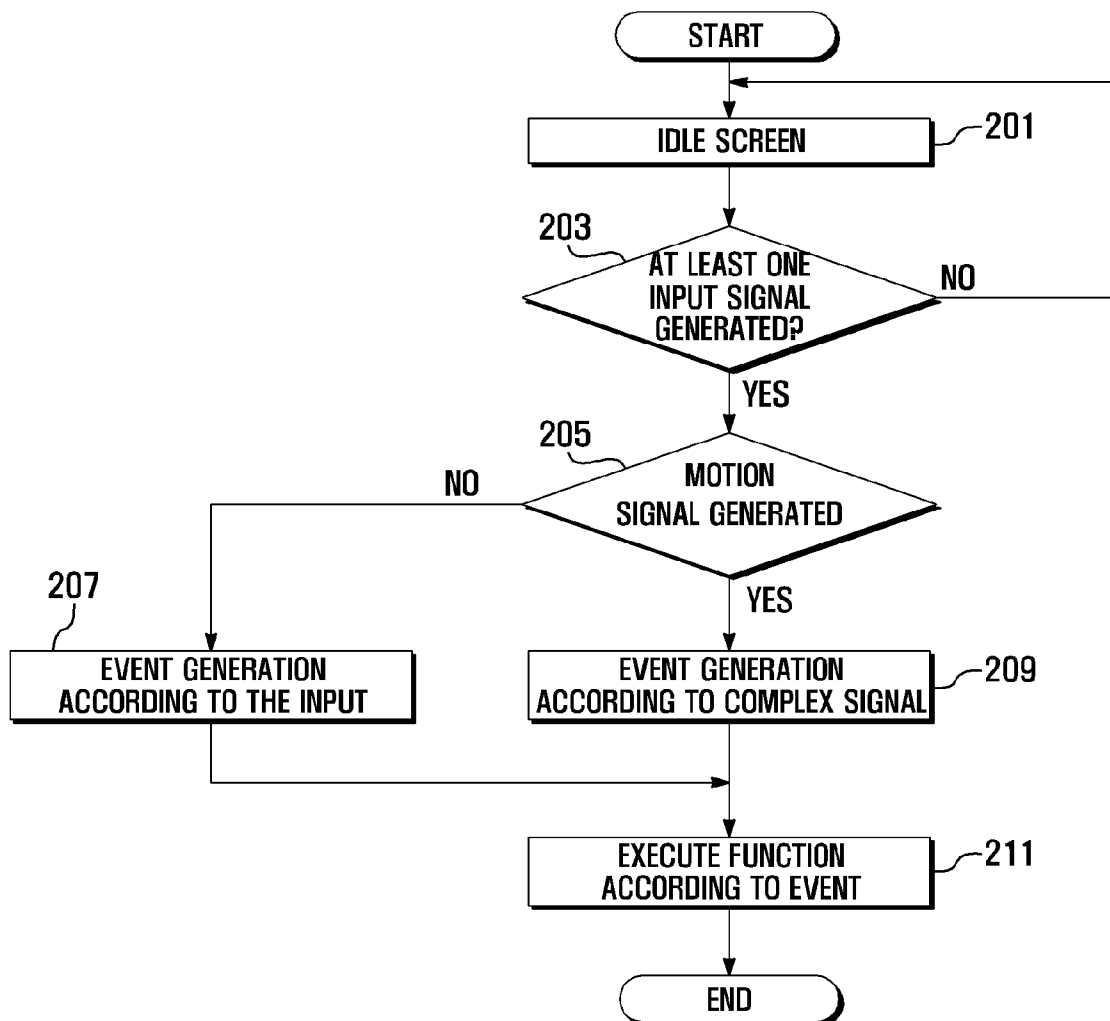 START
IDLE SCREEN
201
203
AT LEAST ONE
INPUT SIGNAL
GENERATED?
NO
YES
205
MOTION
SIGNAL GENERATED
NO
YES
207
EVENT GENERATION
ACCORDING TO THE INPUT
EVENT GENERATION
ACCORDING TO COMPLEX SIGNAL
209
EXECUTE FUNCTION
ACCORDING TO EVENT
211
END